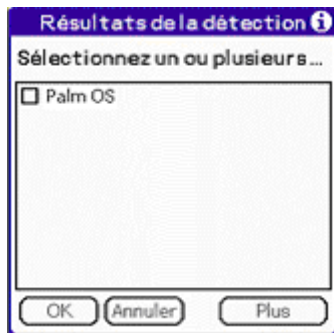 Résultats de la détection
Sélectionnez un ou plusieurs...
Palm OS
OK Annuler Plus